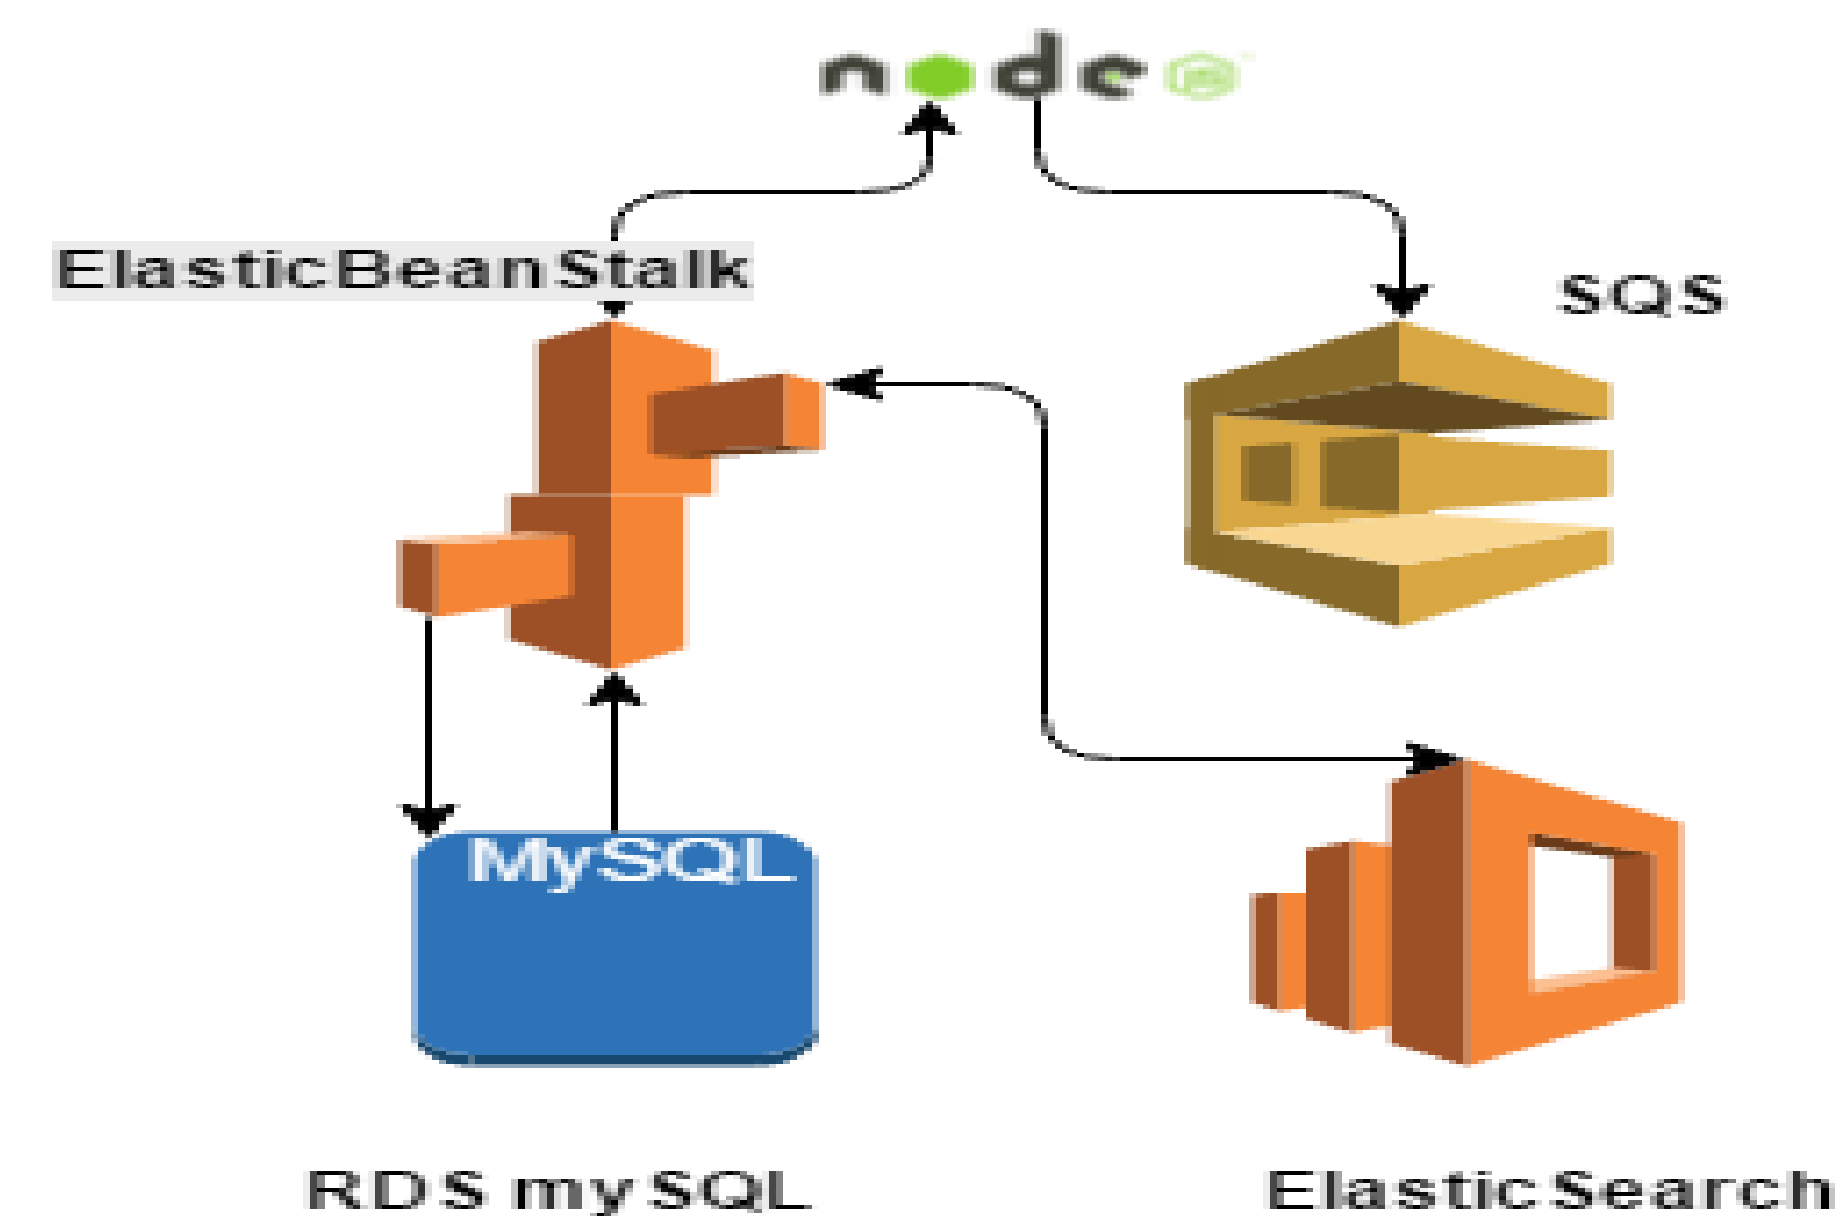 node
ElasticBeanStalk
SQS
MySQL
RDS mySQL
ElasticSearch